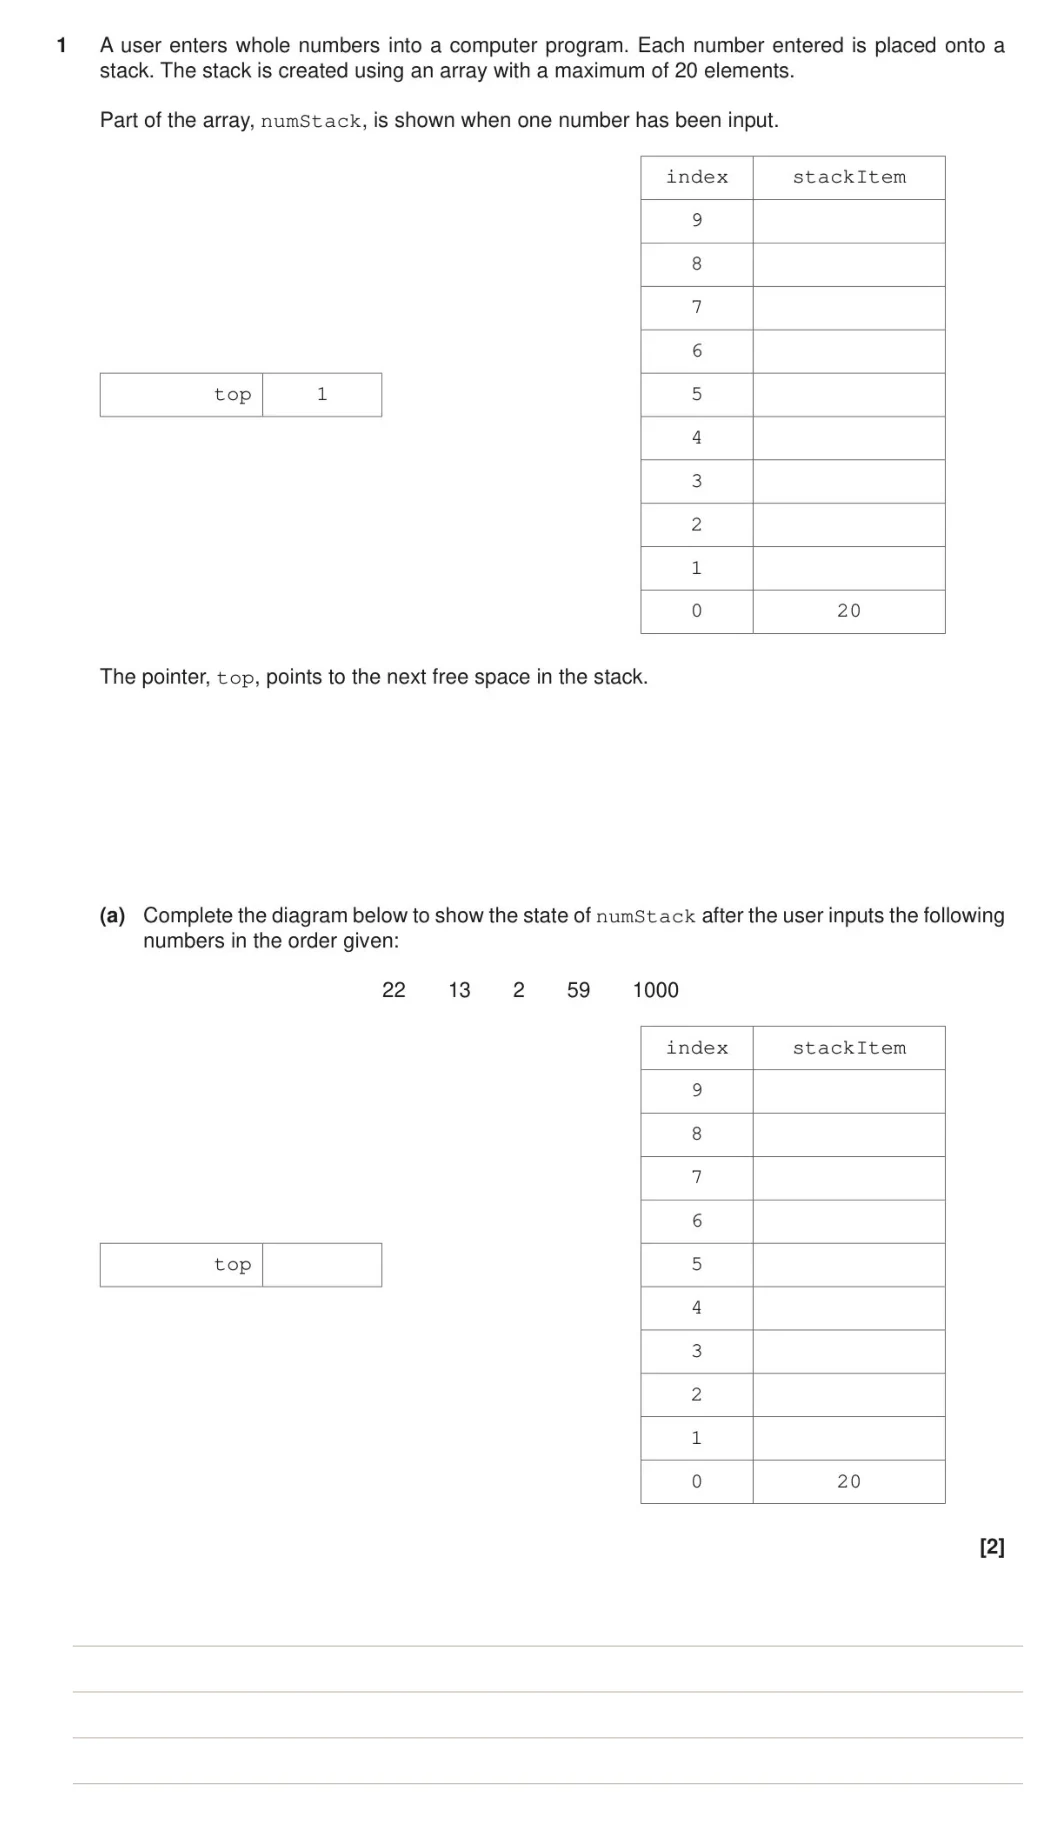 1 A user enters whole numbers into a computer program. Each number entered is placed onto a
stack. The stack is created using an array with a maximum of 20 elements.
Part of the array, numStack, is shown when one number has been input.
index stackItem
9
8
7
6
top 1
5
4
3
2
1
0 20
The pointer, top, points to the next free space in the stack.
(a) Complete the diagram below to show the state of numStack after the user inputs the following
numbers in the order given:
22 13 2 59 1000
index stackItem
9
8
7
6
top
5
4
3
2
1
0 20
[2]